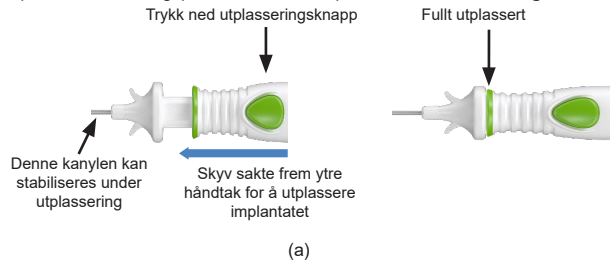 Trykk ned utplasseringsknapp
Fullt utplassert
Denne kanylen kan
stabiliseres under
utplassering
Skyv sakte frem ytre
håndtak for å utplassere
implantatet
(a)